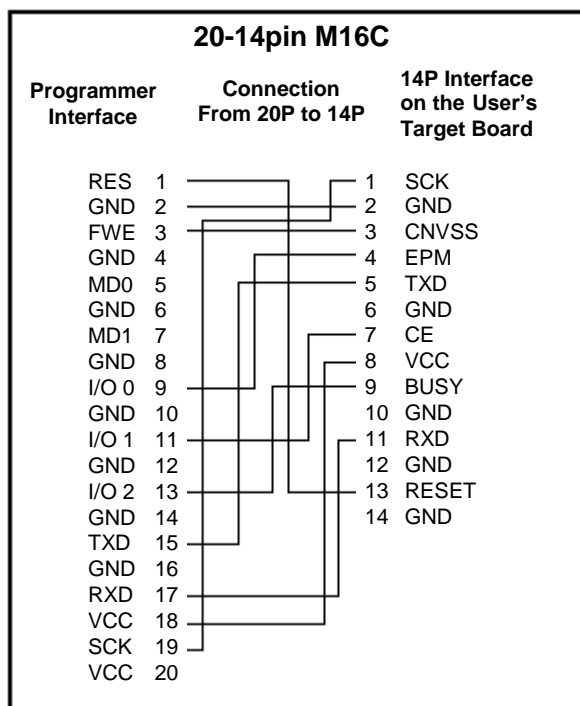 20-14pin M16C
Programmer
Interface
Connection
From 20P to 14P
14P Interface
on the User's
Target Board
RES 1
GND 2
FWE 3
GND 4
MD0 5
GND 6
MD1 7
GND 8
I/O 0 9
GND 10
I/O 1 11
GND 12
I/O 2 13
GND 14
TXD 15
GND 16
RXD 17
VCC 18
SCK 19
VCC 20
1 SCK
2 GND
3 CNVSS
4 EPM
5 TXD
6 GND
7 CE
8 VCC
9 BUSY
10 GND
11 RXD
12 GND
13 RESET
14 GND